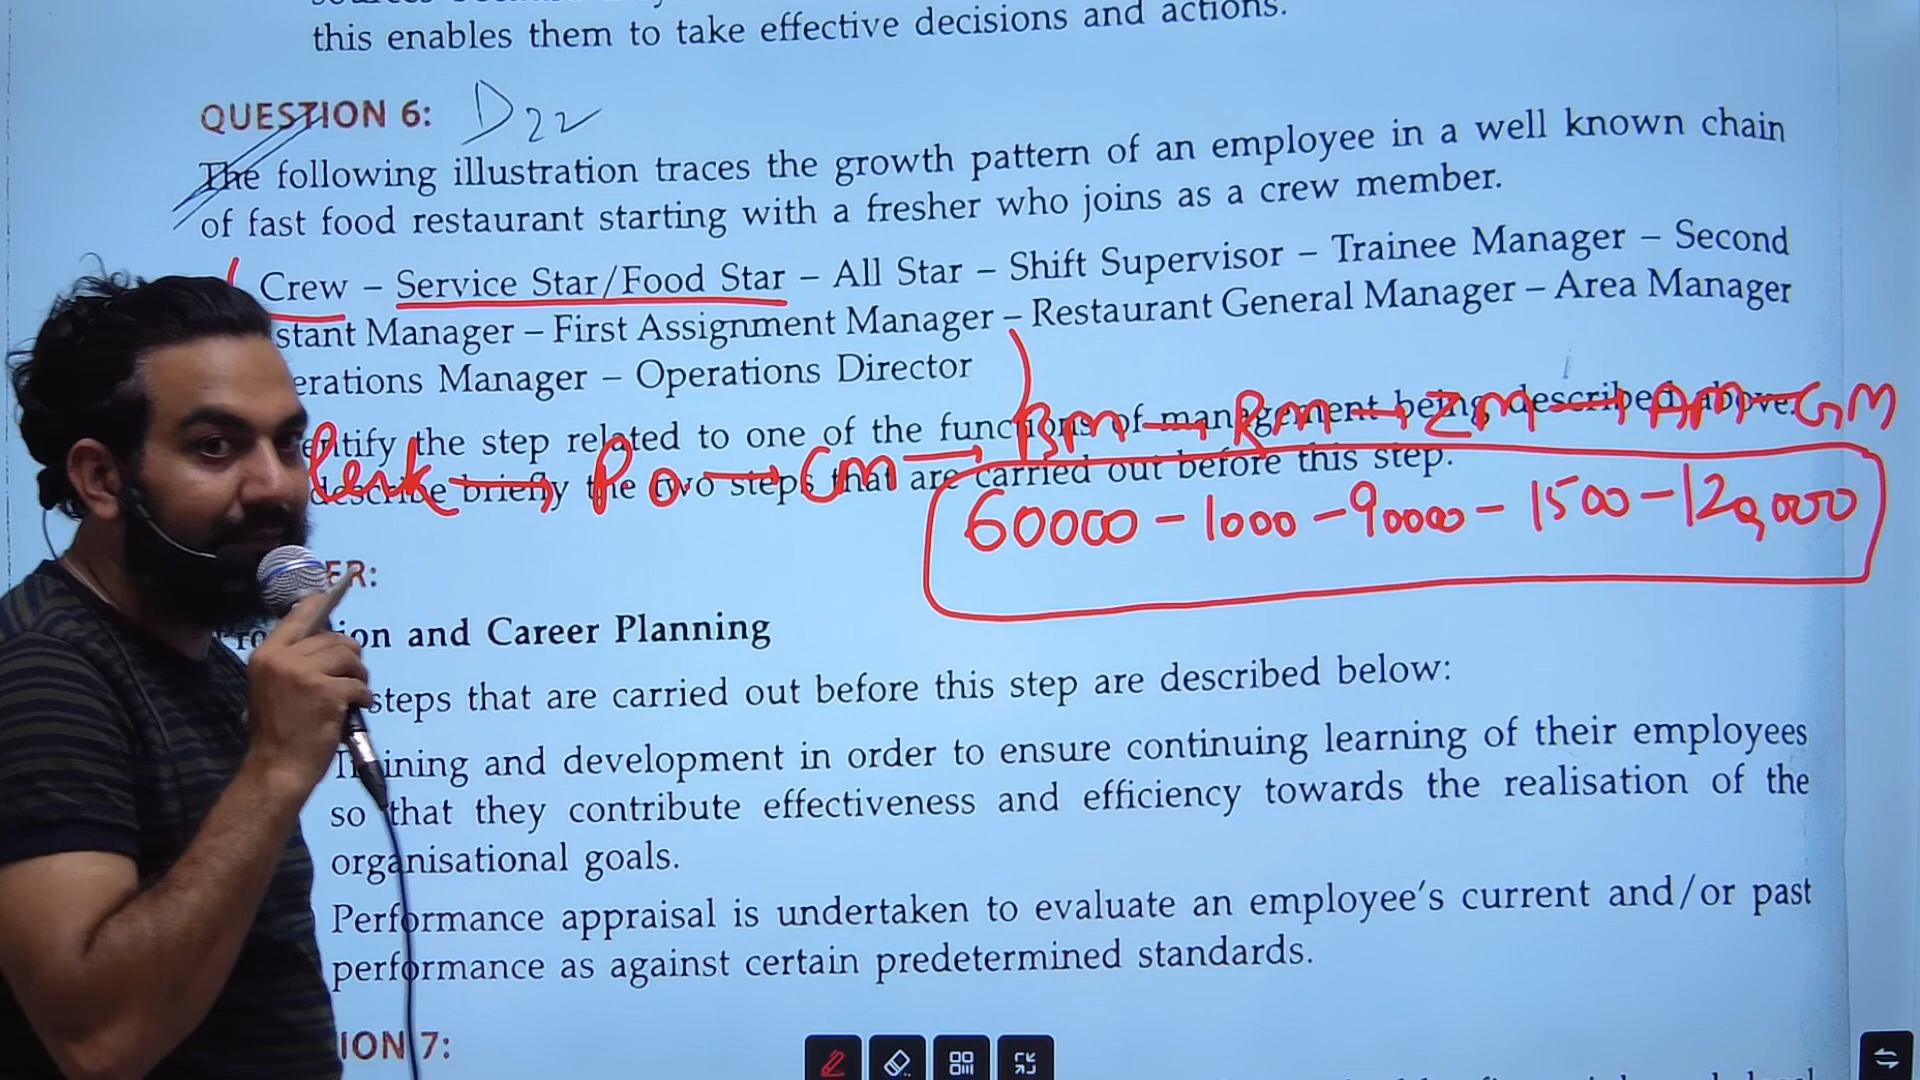 this enables them to take effective decisions and actions.
QUESTION 6: D22
The following illustration traces the growth pattern of an employee in a well known chain
of fast food restaurant starting with a fresher who joins as a crew member.
Crew – Service Star/Food Star – All Star – Shift Supervisor – Trainee Manager – Second
stant Manager – First Assignment Manager – Restaurant General Manager – Area Manager
erations Manager – Operations Director
entify the step related to one of the functions of management being described above.
BM → RM → ZM → AM – GM
lerk → PO → CM →
describe briefly the two steps that are carried out before this step.
60000 – 1000 – 90000 – 1500 – 120,000
ER:
ion and Career Planning
steps that are carried out before this step are described below:
Training and development in order to ensure continuing learning of their employees
so that they contribute effectiveness and efficiency towards the realisation of the
organisational goals.
Performance appraisal is undertaken to evaluate an employee's current and/or past
performance as against certain predetermined standards.
ION 7: